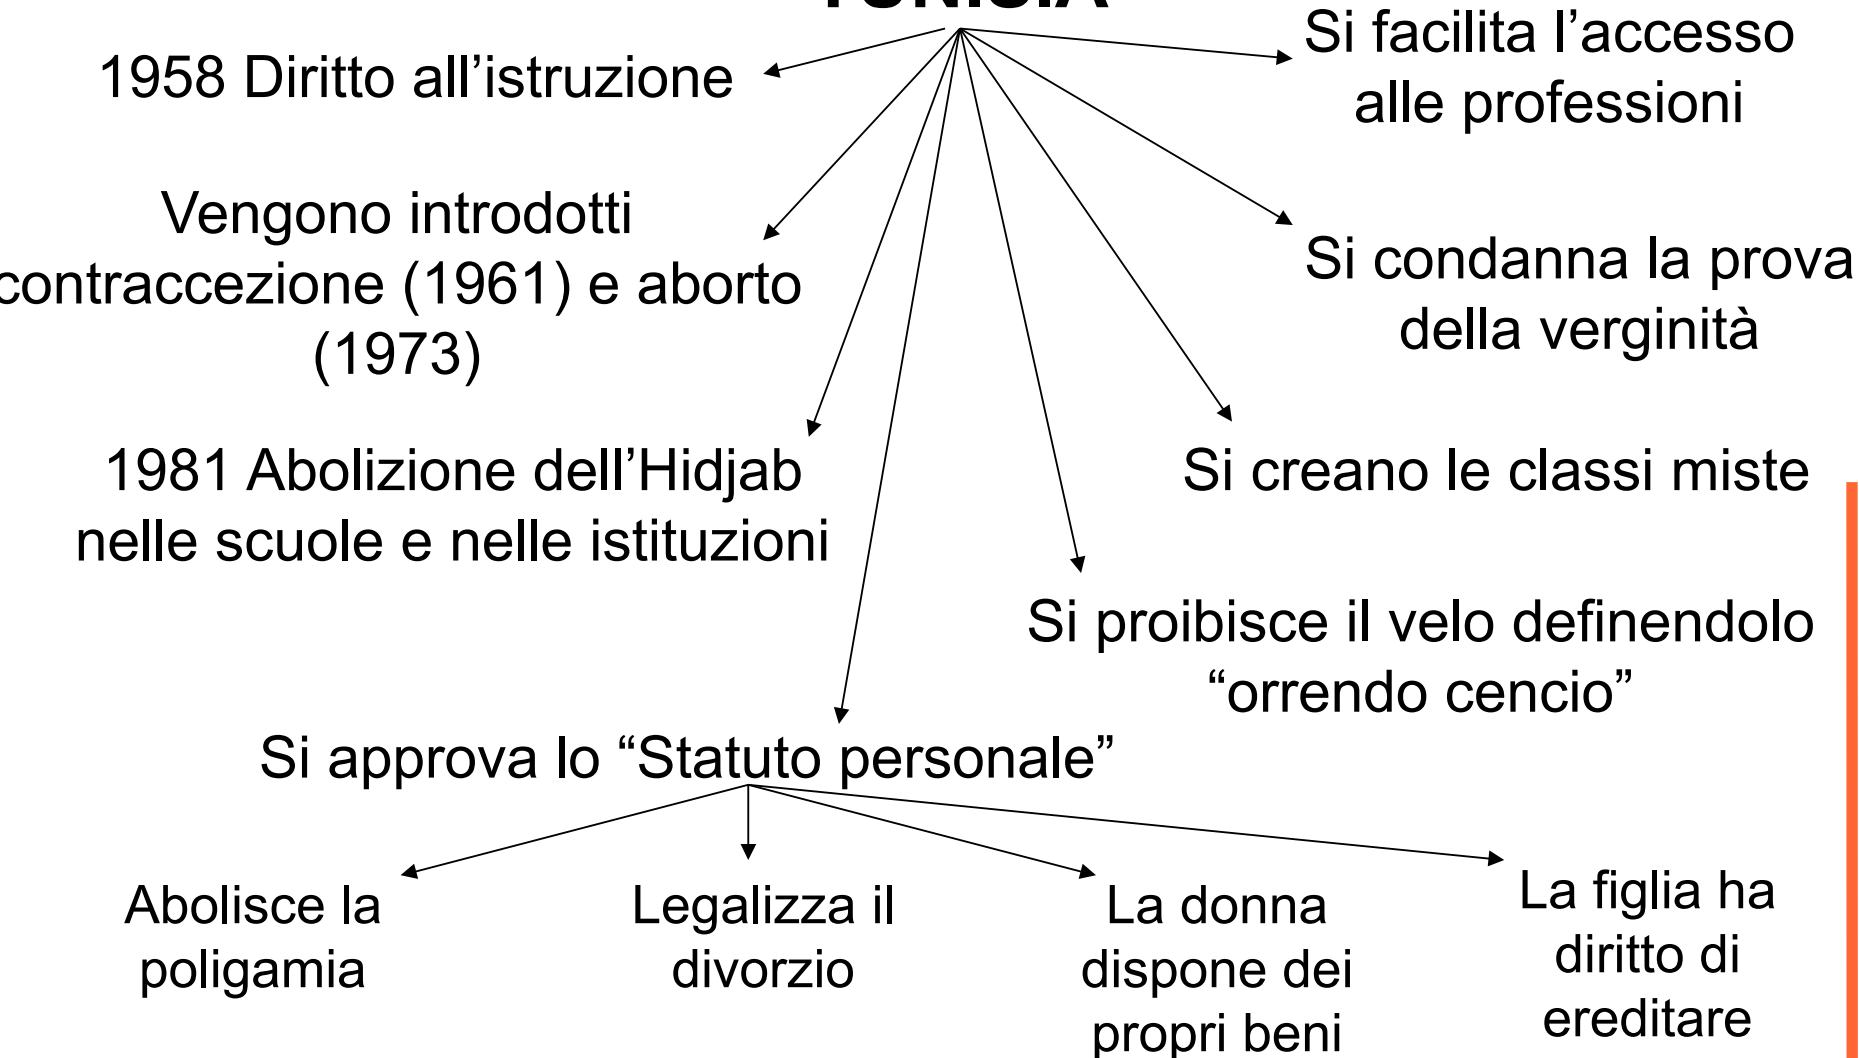 TUNISIA
1958 Diritto all’istruzione
Si facilita l’accesso
alle professioni
Vengono introdotti
contraccezione (1961) e aborto
(1973)
Si condanna la prova
della verginità
1981 Abolizione dell’Hidjab
nelle scuole e nelle istituzioni
Si creano le classi miste
Si proibisce il velo definendolo
“orrendo cencio”
Si approva lo “Statuto personale”
Abolisce la
poligamia
Legalizza il
divorzio
La donna
dispone dei
propri beni
La figlia ha
diritto di
ereditare